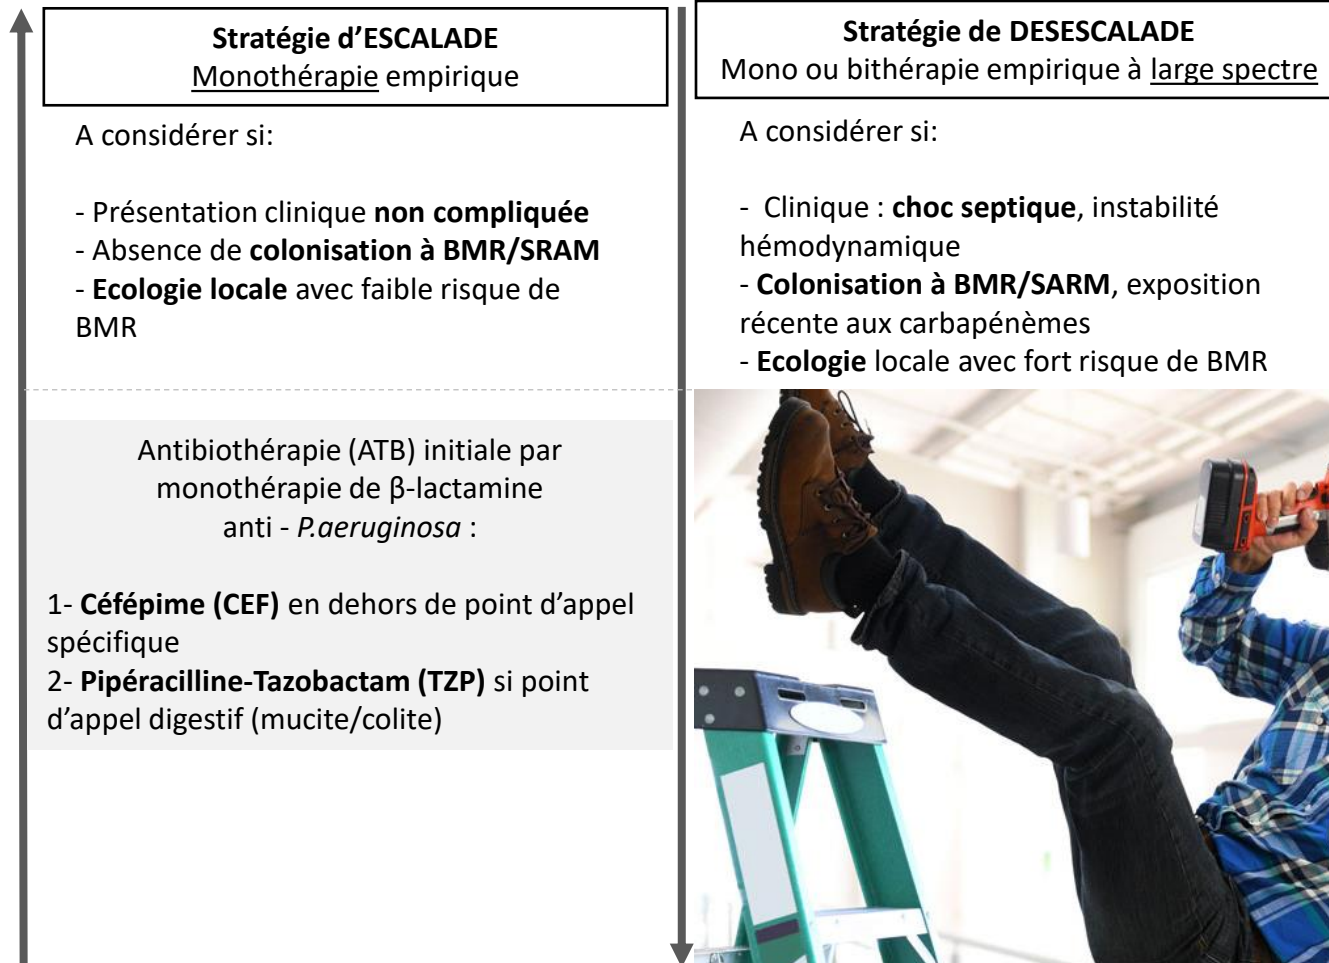 Stratégie d’ESCALADE
Monothérapie empirique
A considérer si:
- Présentation clinique non compliquée
- Absence de colonisation à BMR/SRAM
- Ecologie locale avec faible risque de
BMR
Antibiothérapie (ATB) initiale par
monothérapie de β-lactamine
anti - P.aeruginosa :
1- Céfépime (CEF) en dehors de point d’appel
spécifique
2- Pipéracilline-Tazobactam (TZP) si point
d’appel digestif (mucite/colite)
Stratégie de DESESCALADE
Mono ou bithérapie empirique à large spectre
A considérer si:
- Clinique : choc septique, instabilité
hémodynamique
- Colonisation à BMR/SARM, exposition
récente aux carbapénèmes
- Ecologie locale avec fort risque de BMR